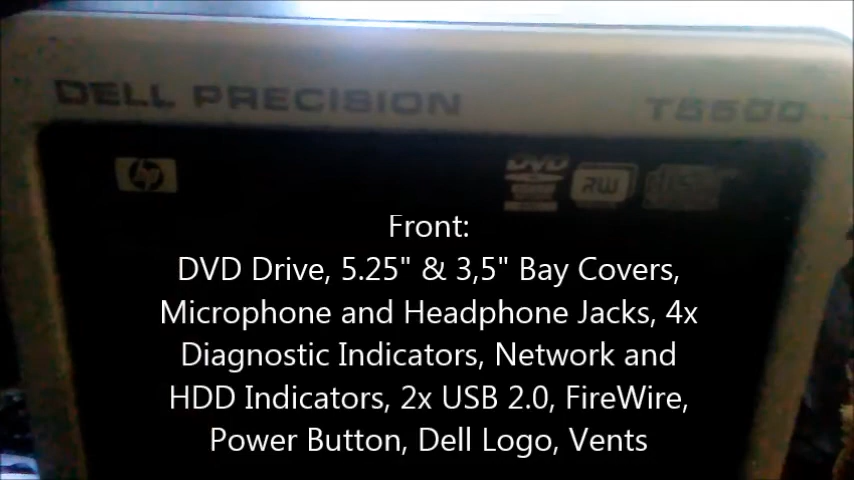 DELL PRECISION T5500
hp DVD RW
Front:
DVD Drive, 5.25" & 3,5" Bay Covers,
Microphone and Headphone Jacks, 4x
Diagnostic Indicators, Network and
HDD Indicators, 2x USB 2.0, FireWire,
Power Button, Dell Logo, Vents